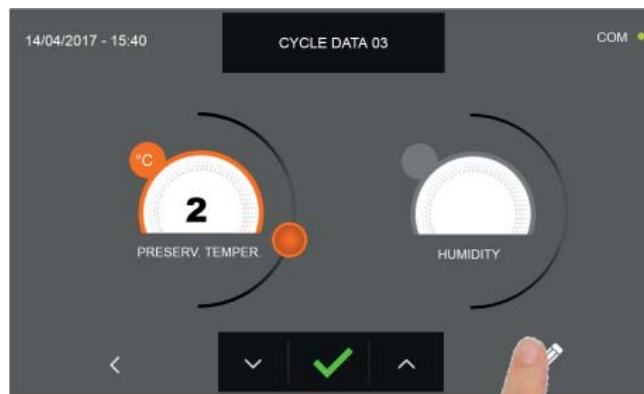 14/04/2017 - 15:40
CYCLE DATA 03
COM
°C
2
PRESERV. TEMPER.
HUMIDITY